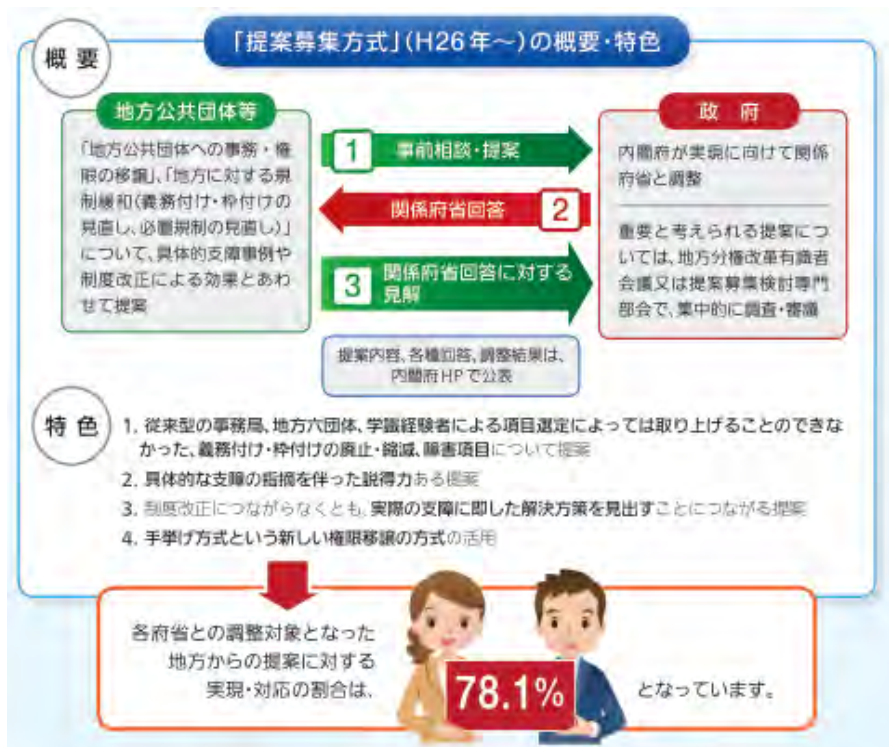 「提案募集方式」(H26年～)の概要・特色
概要
地方公共団体等
「地方公共団体への事務・権
限の移譲」、「地方に対する規
制緩和(義務付け・枠付けの
見直し、必置規制の見直し)」
について、具体的支障事例や
制度改正による効果とあわ
せて提案
1 事前相談・提案
関係府省回答 2
3 関係府省回答に対する
見解
政府
内閣府が実現に向けて関係
府省と調整
重要と考えられる提案につ
いては、地方分権改革有識者
会議又は提案募集検討専門
部会で、集中的に調査・審議
提案内容、各種回答、調整結果は、
内閣府HPで公表
特色
1. 従来型の事務局、地方六団体、学識経験者による項目選定によっては取り上げることのできな
かった、義務付け・枠付けの廃止・縮減、障害項目について提案
2. 具体的な支障の指摘を伴った説得力ある提案
3. 制度改正につながらなくとも、実際の支障に即した解決方策を見出すことにつながる提案
4. 手挙げ方式という新しい権限移譲の方式の活用
各府省との調整対象となった
地方からの提案に対する
実現・対応の割合は、
78.1%
となっています。